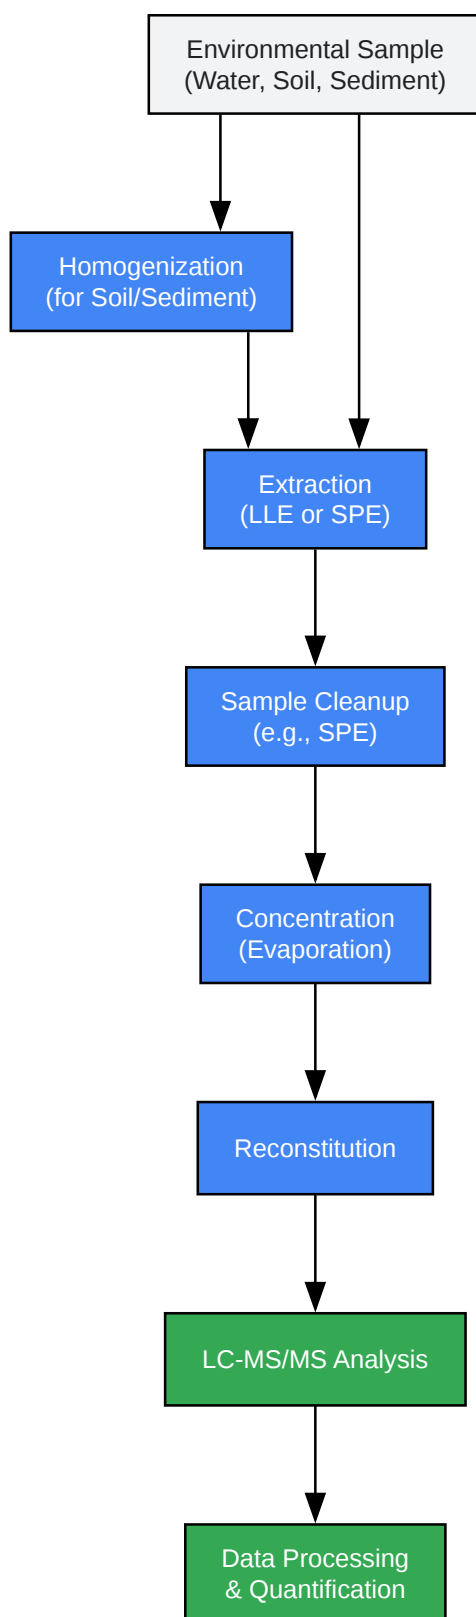 Environmental Sample
(Water, Soil, Sediment)
Homogenization
(for Soil/Sediment)
Extraction
(LLE or SPE)
Sample Cleanup
(e.g., SPE)
Concentration
(Evaporation)
Reconstitution
LC-MS/MS Analysis
Data Processing
& Quantification